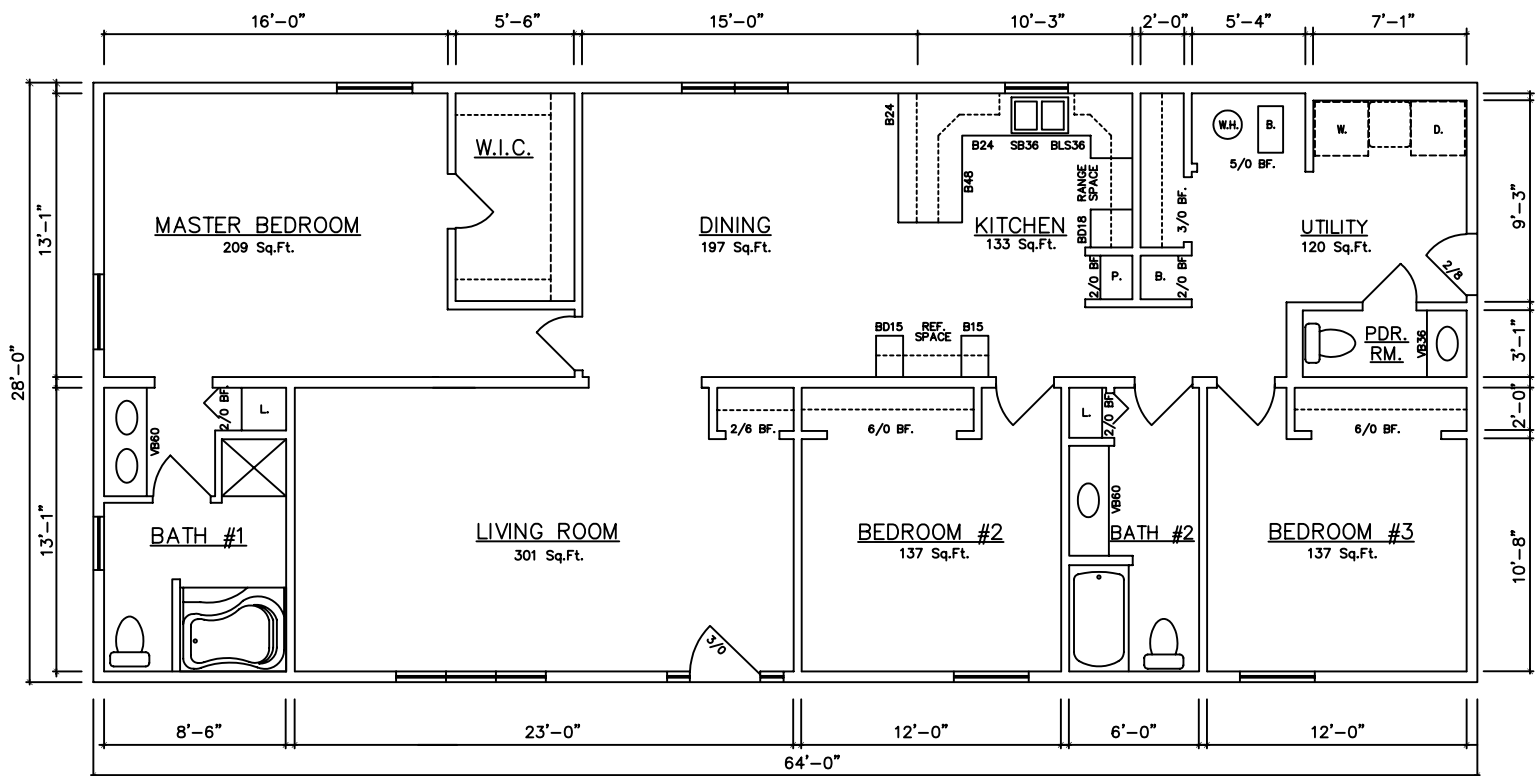 16'-0" 5'-6" 15'-0" 10'-3" 2'-0" 5'-4" 7'-1"
28'-0"
13'-1"
13'-1"
MASTER BEDROOM
209 Sq.Ft.
W.I.C.
DINING
197 Sq.Ft.
B24
B24 SB36 BLS36
B48
RANGE
SPACE
BD18
KITCHEN
133 Sq.Ft.
2/0 BF.
P.
B.
2/0 BF.
3/0 BF.
W.H.
B.
5/0 BF.
W.
D.
UTILITY
120 Sq.Ft.
2/8
PDR.
RM.
VB36
BD15 REF. B15
SPACE
9'-3"
3'-1"
2'-0"
10'-8"
2/0 BF.
L.
VB60
BATH #1
LIVING ROOM
301 Sq.Ft.
3/0
2/6 BF.
6/0 BF.
BEDROOM #2
137 Sq.Ft.
L.
2/0 BF.
VB60
BATH #2
6/0 BF.
BEDROOM #3
137 Sq.Ft.
8'-6" 23'-0" 12'-0" 6'-0" 12'-0"
64'-0"